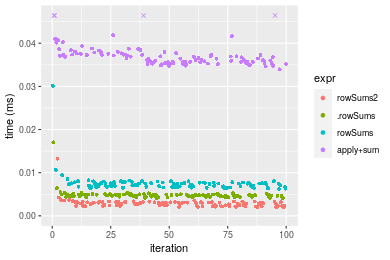 0.04
0.03
0.02
0.01
0.00
time (ms)
0
25
50
75
100
iteration
expr
rowSums2
.rowSums
rowSums
apply+sum